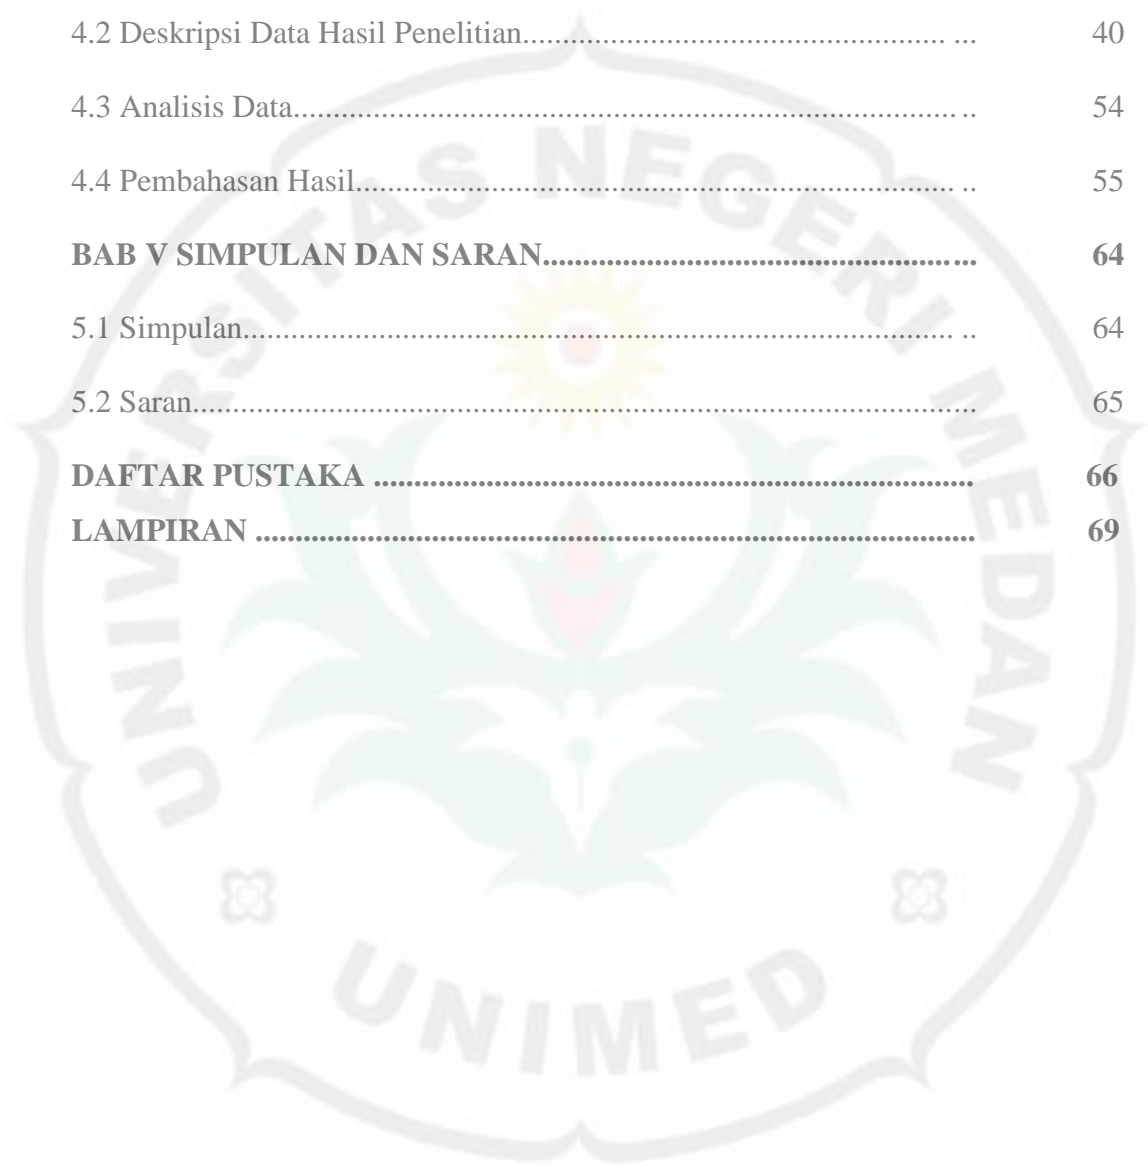 4.2 Deskripsi Data Hasil Penelitian..................................................... ... 40
4.3 Analisis Data.................................................................................. .. 54
4.4 Pembahasan Hasil.......................................................................... .. 55
BAB V SIMPULAN DAN SARAN................................................... ... 64
5.1 Simpulan........................................................................................ .. 64
5.2 Saran................................................................................................. 65
DAFTAR PUSTAKA ........................................................................... 66
LAMPIRAN .......................................................................................... 69
UNIVERSITAS NEGERI MEDAN
UNIMED